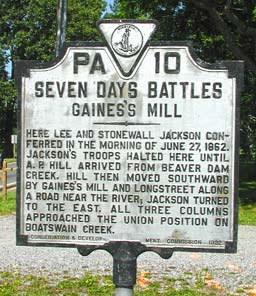 PA 10
SEVEN DAYS BATTLES
GAINES'S MILL
HERE LEE AND STONEWALL JACKSON CON-
FERRED IN THE MORNING OF JUNE 27, 1862.
JACKSON'S TROOPS HALTED HERE UNTIL
A. P. HILL ARRIVED FROM BEAVER DAM
CREEK. HILL THEN MOVED SOUTHWARD
BY GAINES'S MILL AND LONGSTREET ALONG
A ROAD NEAR THE RIVER; JACKSON TURNED
TO THE EAST. ALL THREE COLUMNS
APPROACHED THE UNION POSITION ON
BOATSWAIN CREEK.
CONSERVATION & DEVELOPMENT COMMISSION